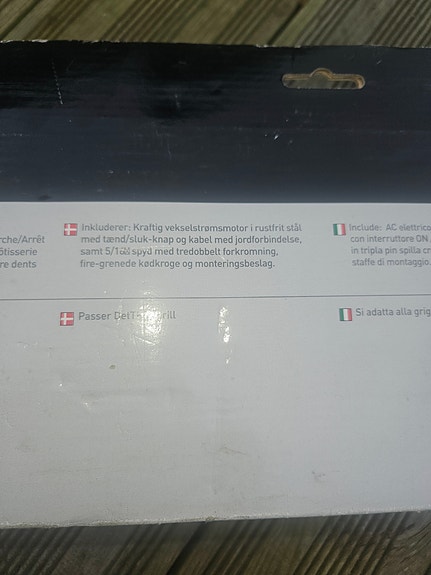 rche/Arrêt
ôtisserie
re dents
Inkluderer: Kraftig vekselstrømsmotor i rustfrit stål
med tænd/sluk-knap og kabel med jordforbindelse,
samt spyd med tredobbelt forkromning,
fire-grenede kødkroge og monteringsbeslag.
Include: AC elettrico
con interruttore ON
in tripla pin spilla cr
staffe di montaggio.
Passer
Si adatta alla grig